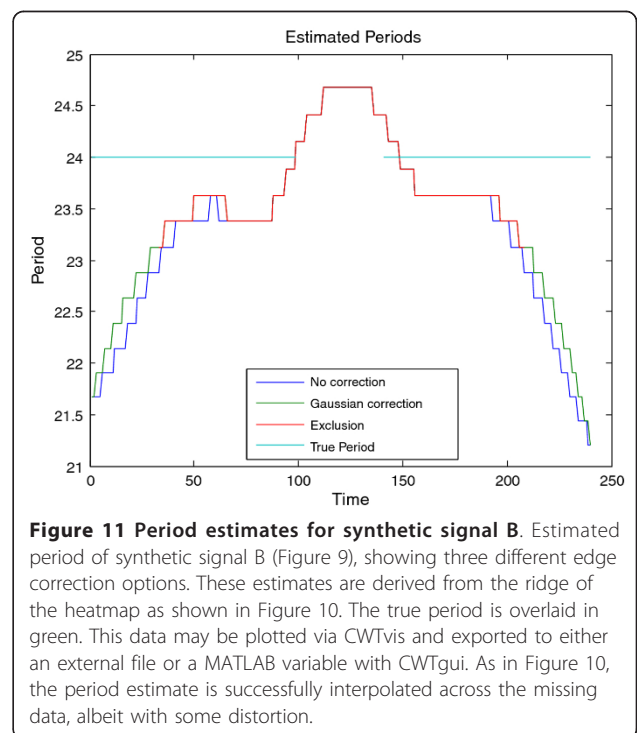 Estimated Periods
25
24.5
24
23.5
23
22.5
22
21.5
21
Period
0
50
100
150
200
250
Time
No correction
Gaussian correction
Exclusion
True Period
Figure 11 Period estimates for synthetic signal B. Estimated
period of synthetic signal B (Figure 9), showing three different edge
correction options. These estimates are derived from the ridge of
the heatmap as shown in Figure 10. The true period is overlaid in
green. This data may be plotted via CWTvis and exported to either
an external file or a MATLAB variable with CWTgui. As in Figure 10,
the period estimate is successfully interpolated across the missing
data, albeit with some distortion.